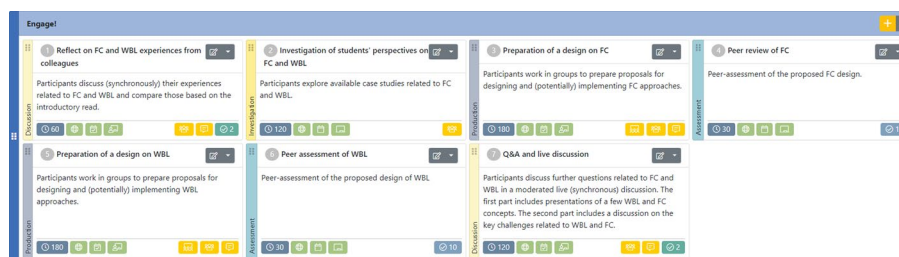 Engage!
+
Discussion
1 Reflect on FC and WBL experiences from
colleagues
Participants discuss (synchronously) their experiences
related to FC and WBL and compare those based on the
introductory read.
60
2
Investigation
2 Investigation of students' perspectives on
FC and WBL
Participants explore available case studies related to FC
and WBL.
120
Production
3 Preparation of a design on FC
Participants work in groups to prepare proposals for
designing and (potentially) implementing FC approaches.
180
Assessment
4 Peer review of FC
Peer-assessment of the proposed FC design.
30
Production
5 Preparation of a design on WBL
Participants work in groups to prepare proposals for
designing and (potentially) implementing WBL
approaches.
180
Assessment
6 Peer assessment of WBL
Peer-assessment of the proposed design of WBL
30
10
Discussion
7 Q&A and live discussion
Participants discuss further questions related to FC and
WBL in a moderated live (synchronous) discussion. The
first part includes presentations of a few WBL and FC
concepts. The second part includes a discussion on the
key challenges related to WBL and FC.
120
2